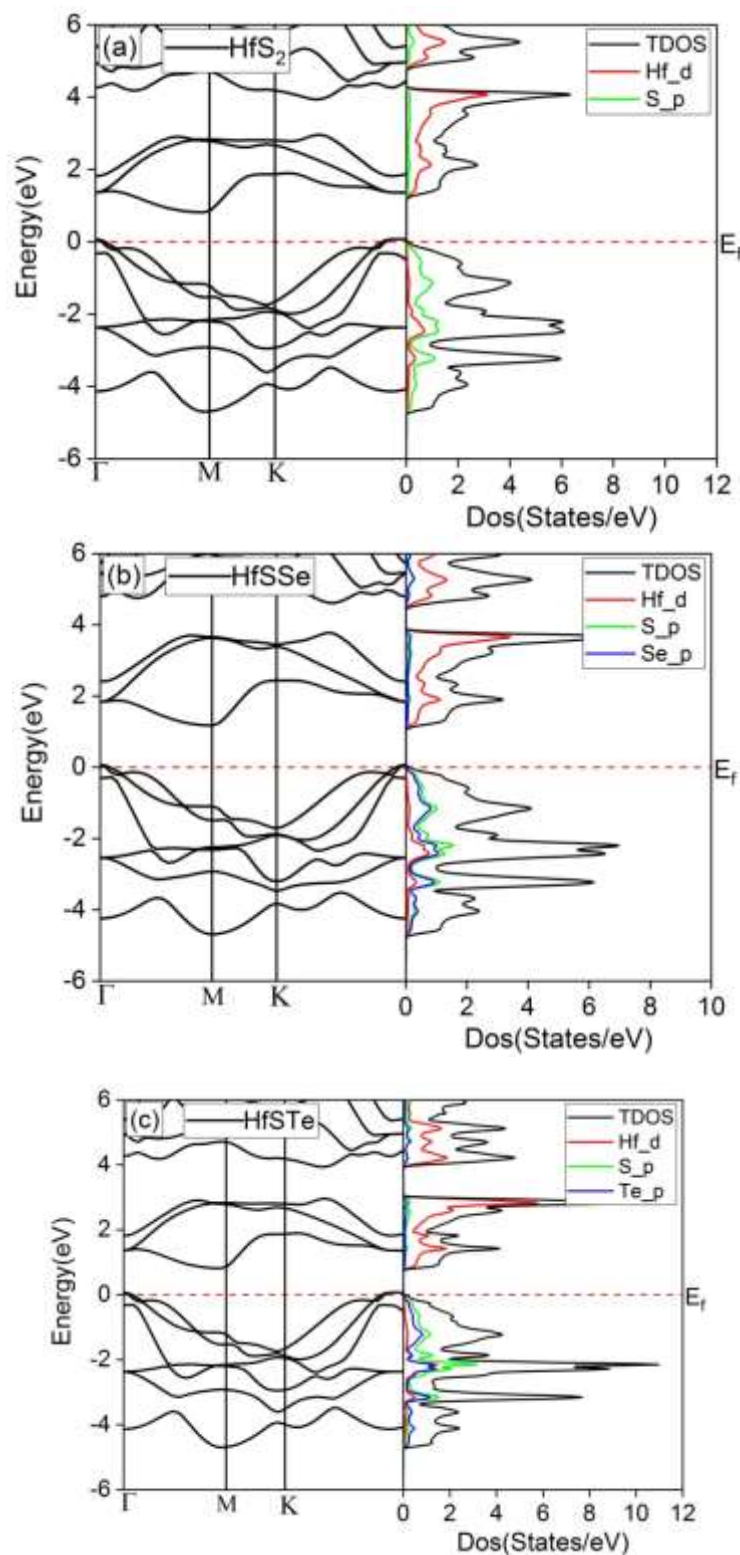 (a)
HfS₂
TDOS
Hf_d
S_p
Energy(eV)
6
4
2
0
-2
-4
-6
E_f
Γ M K
0 2 4 6 8 10 12
Dos(States/eV)
(b)
HfSSe
TDOS
Hf_d
S_p
Se_p
Energy(eV)
6
4
2
0
-2
-4
-6
E_f
Γ M K
0 2 4 6 8 10
Dos(States/eV)
(c)
HfSTe
TDOS
Hf_d
S_p
Te_p
Energy(eV)
6
4
2
0
-2
-4
-6
E_f
Γ M K
0 2 4 6 8 10 12
Dos(States/eV)